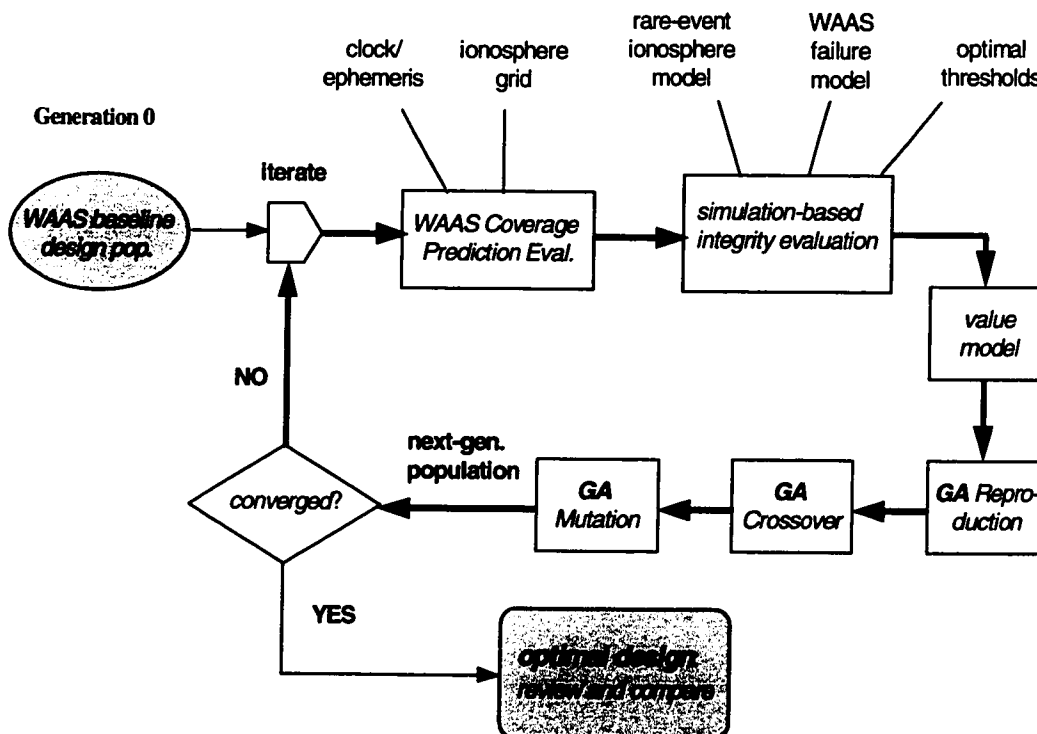 clock/
ephemeris
ionosphere
grid
rare-event
ionosphere
model
WAAS
failure
model
optimal
thresholds
Generation 0
iterate
WAAS baseline
design pop.
WAAS Coverage
Prediction Eval.
simulation-based
integrity evaluation
value
model
NO
next-gen.
population
converged?
GA
Mutation
GA
Crossover
GA Repro-
duction
YES
optimal design:
review and compare